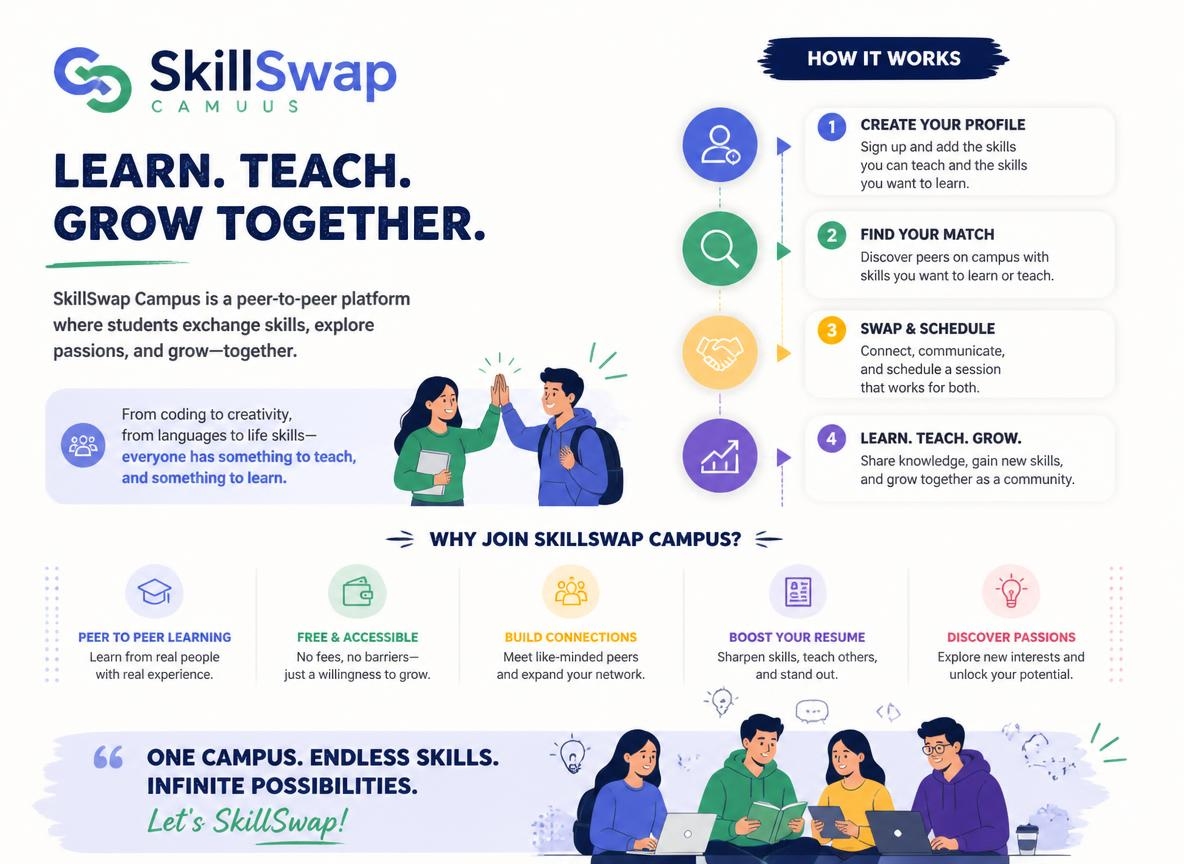 SkillSwap
CAMUUS
LEARN. TEACH.
GROW TOGETHER.
SkillSwap Campus is a peer-to-peer platform
where students exchange skills, explore
passions, and grow—together.
From coding to creativity,
from languages to life skills—
everyone has something to teach,
and something to learn.
HOW IT WORKS
1
CREATE YOUR PROFILE
Sign up and add the skills
you can teach and the skills
you want to learn.
2
FIND YOUR MATCH
Discover peers on campus with
skills you want to learn or teach.
3
SWAP & SCHEDULE
Connect, communicate,
and schedule a session
that works for both.
4
LEARN. TEACH. GROW.
Share knowledge, gain new skills,
and grow together as a community.
WHY JOIN SKILLSWAP CAMPUS?
PEER TO PEER LEARNING
Learn from real people
with real experience.
FREE & ACCESSIBLE
No fees, no barriers—
just a willingness to grow.
BUILD CONNECTIONS
Meet like-minded peers
and expand your network.
BOOST YOUR RESUME
Sharpen skills, teach others,
and stand out.
DISCOVER PASSIONS
Explore new interests and
unlock your potential.
“ ONE CAMPUS. ENDLESS SKILLS.
INFINITE POSSIBILITIES.
Let's SkillSwap!